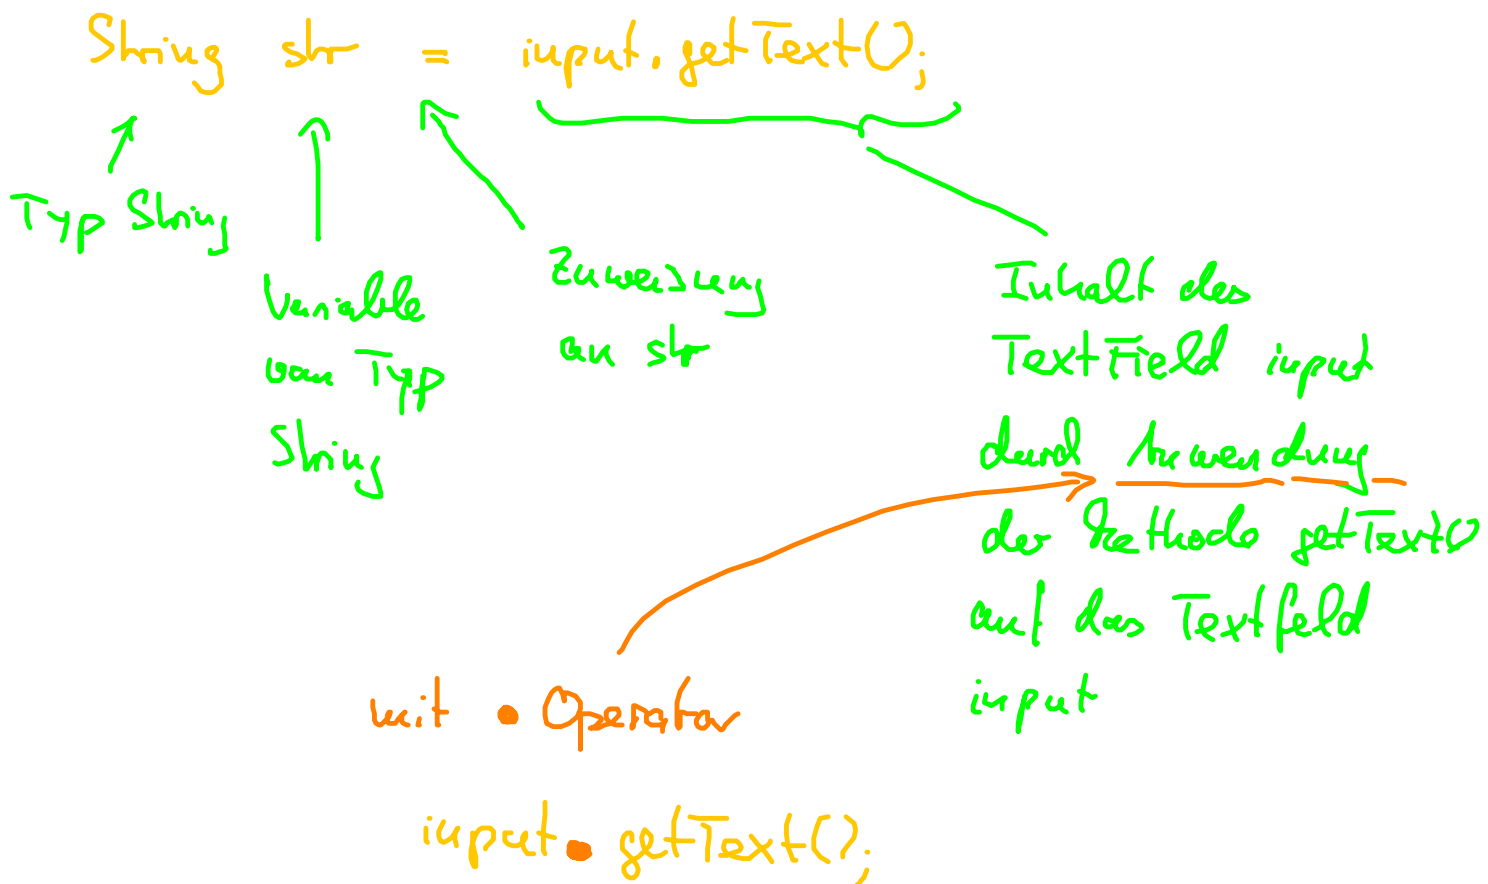 String str = input.getText();
Typ String
Variable
vom Typ
String
Zuweisung
an str
Inhalt des
TextField input
durch Anwendung
der Methode getText()
auf das Textfeld
input
mit • Operator
input.getText();